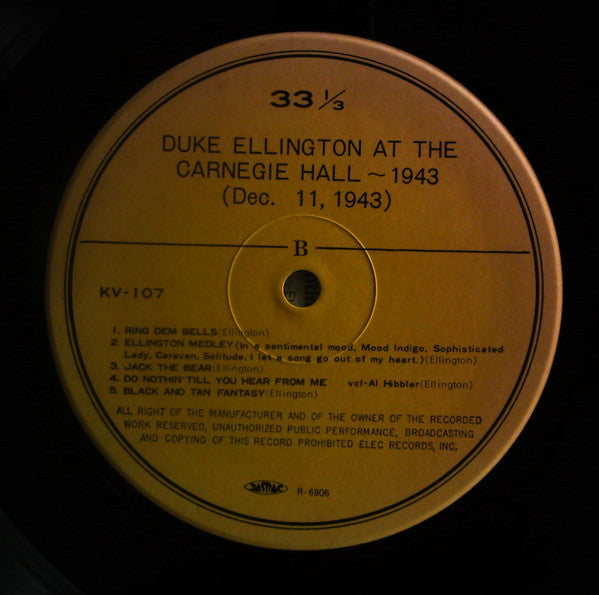 33 1/3
DUKE ELLINGTON AT THE
CARNEGIE HALL ~ 1943
(Dec. 11, 1943)
B
KV-107
1. RING DEM BELLS (Ellington)
2. ELLINGTON MEDLEY (In a sentimental mood, Mood Indigo, Sophisticated
Lady, Caravan, Solitude, I let a song go out of my heart.) (Ellington)
3. JACK THE BEAR (Ellington)
4. DO NOTHIN' TILL YOU HEAR FROM ME vcl-Al Hibbler (Ellington)
5. BLACK AND TAN FANTASY (Ellington)
ALL RIGHT OF THE MANUFACTURER AND OF THE OWNER OF THE RECORDED
WORK RESERVED. UNAUTHORIZED PUBLIC PERFORMANCE, BROADCASTING
AND COPYING OF THIS RECORD PROHIBITED ELEC RECORDS, INC.
JASRAC R-6906